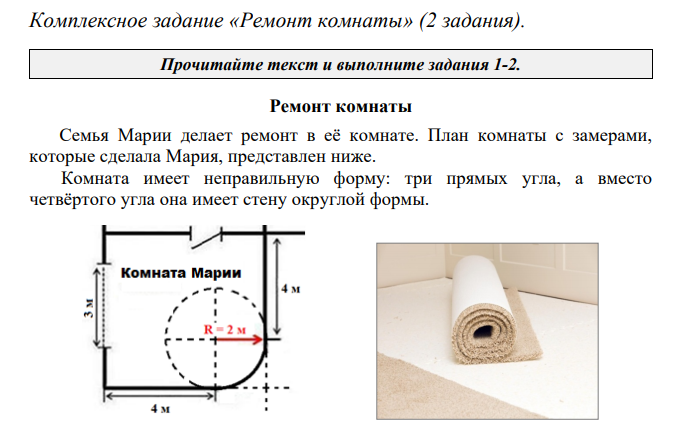 Комплексное задание «Ремонт комнаты» (2 задания).
Прочитайте текст и выполните задания 1-2.
Ремонт комнаты
Семья Марии делает ремонт в её комнате. План комнаты с замерами,
которые сделала Мария, представлен ниже.
Комната имеет неправильную форму: три прямых угла, а вместо
четвёртого угла она имеет стену округлой формы.
Комната Марии
4 м
3 м
R = 2 м
4 м